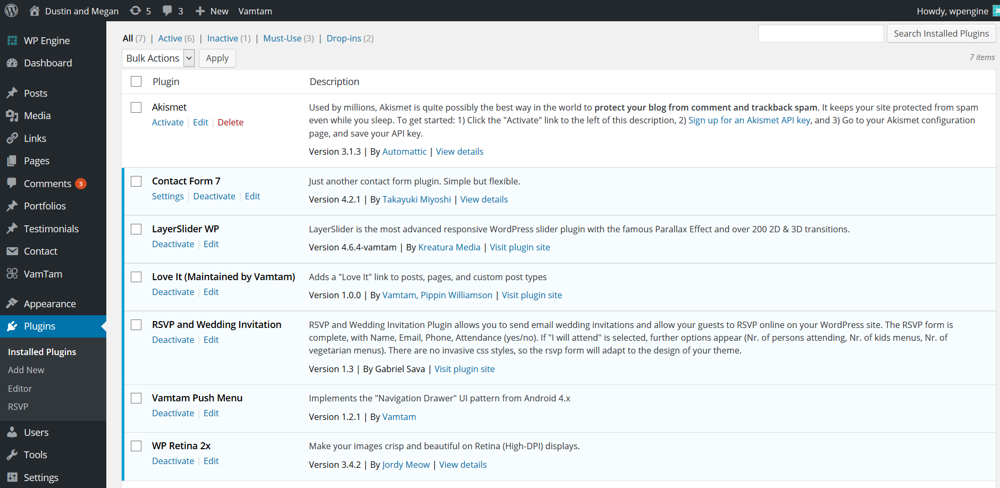 Dustin and Megan 5 3 New Vamtam Howdy, wpengine
WP Engine
Dashboard
Posts
Media
Links
Pages
Comments 3
Portfolios
Testimonials
Contact
VamTam
Appearance
Plugins
Installed Plugins
Add New
Editor
RSVP
Users
Tools
Settings
All (7) | Active (6) | Inactive (1) | Must-Use (3) | Drop-ins (2)
Search Installed Plugins
Bulk Actions Apply
7 items
Plugin Description
Akismet
Activate | Edit | Delete
Used by millions, Akismet is quite possibly the best way in the world to protect your blog from comment and trackback spam. It keeps your site protected from spam
even while you sleep. To get started: 1) Click the "Activate" link to the left of this description, 2) Sign up for an Akismet API key, and 3) Go to your Akismet configuration
page, and save your API key.
Version 3.1.3 | By Automattic | View details
Contact Form 7
Settings | Deactivate | Edit
Just another contact form plugin. Simple but flexible.
Version 4.2.1 | By Takayuki Miyoshi | View details
LayerSlider WP
Deactivate | Edit
LayerSlider is the most advanced responsive WordPress slider plugin with the famous Parallax Effect and over 200 2D & 3D transitions.
Version 4.6.4-vamtam | By Kreatura Media | Visit plugin site
Love It (Maintained by Vamtam)
Deactivate | Edit
Adds a "Love It" link to posts, pages, and custom post types
Version 1.0.0 | By Vamtam, Pippin Williamson | Visit plugin site
RSVP and Wedding Invitation
Deactivate | Edit
RSVP and Wedding Invitation Plugin allows you to send email wedding invitations and allow your guests to RSVP online on your WordPress site. The RSVP form is
complete, with Name, Email, Phone, Attendance (yes/no). If "I will attend" is selected, further options appear (Nr. of persons attending, Nr. of kids menus, Nr. of
vegetarian menus). There are no invasive css styles, so the rsvp form will adapt to the design of your theme.
Version 1.3 | By Gabriel Sava | Visit plugin site
Vamtam Push Menu
Deactivate | Edit
Implements the "Navigation Drawer" UI pattern from Android 4.x
Version 1.2.1 | By Vamtam
WP Retina 2x
Deactivate | Edit
Make your images crisp and beautiful on Retina (High-DPI) displays.
Version 3.4.2 | By Jordy Meow | View details